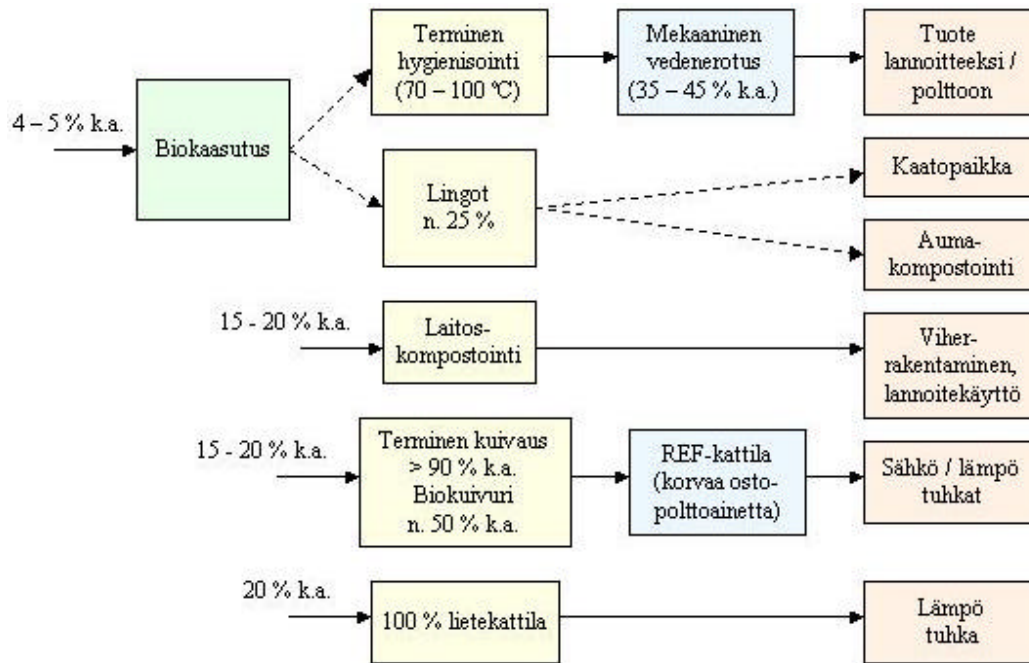 4 – 5 % k.a.
Biokaasutus
Terminen
hygienisointi
(70 – 100 °C)
Mekaaninen
vedenerotus
(35 – 45 % k.a.)
Tuote
lannoitteeksi /
polttoon
Lingot
n. 25 %
Kaatopaikka
Auma-
kompostointi
15 - 20 % k.a.
Laitos-
kompostointi
Viher-
rakentaminen,
lannoitekäyttö
15 - 20 % k.a.
Terminen kuivaus
> 90 % k.a.
Biokuivuri
n. 50 % k.a.
REF-kattila
(korvaa osto-
polttoainetta)
Sähkö / lämpö
tuhkat
20 % k.a.
100 % lietekattila
Lämpö
tuhka